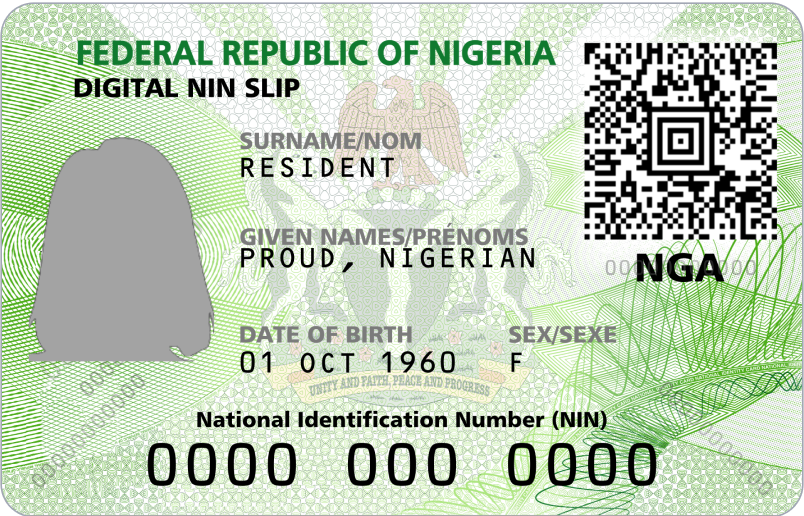 FEDERAL REPUBLIC OF NIGERIA
DIGITAL NIN SLIP
SURNAME/NOM
RESIDENT
GIVEN NAMES/PRÉNOMS
PROUD, NIGERIAN
NGA
DATE OF BIRTH
01 OCT 1960
SEX/SEXE
F
UNITY AND FAITH, PEACE AND PROGRESS
National Identification Number (NIN)
0000 000 0000